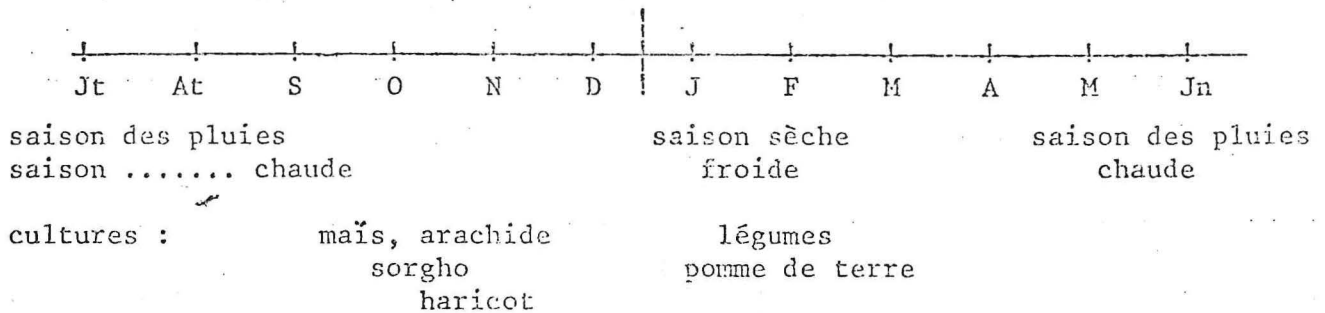 Jt At S O N D J F M A M Jn
saison des pluies saison sèche saison des pluies
saison ....... chaude froide chaude
cultures : maïs, arachide légumes
sorgho pomme de terre
haricot